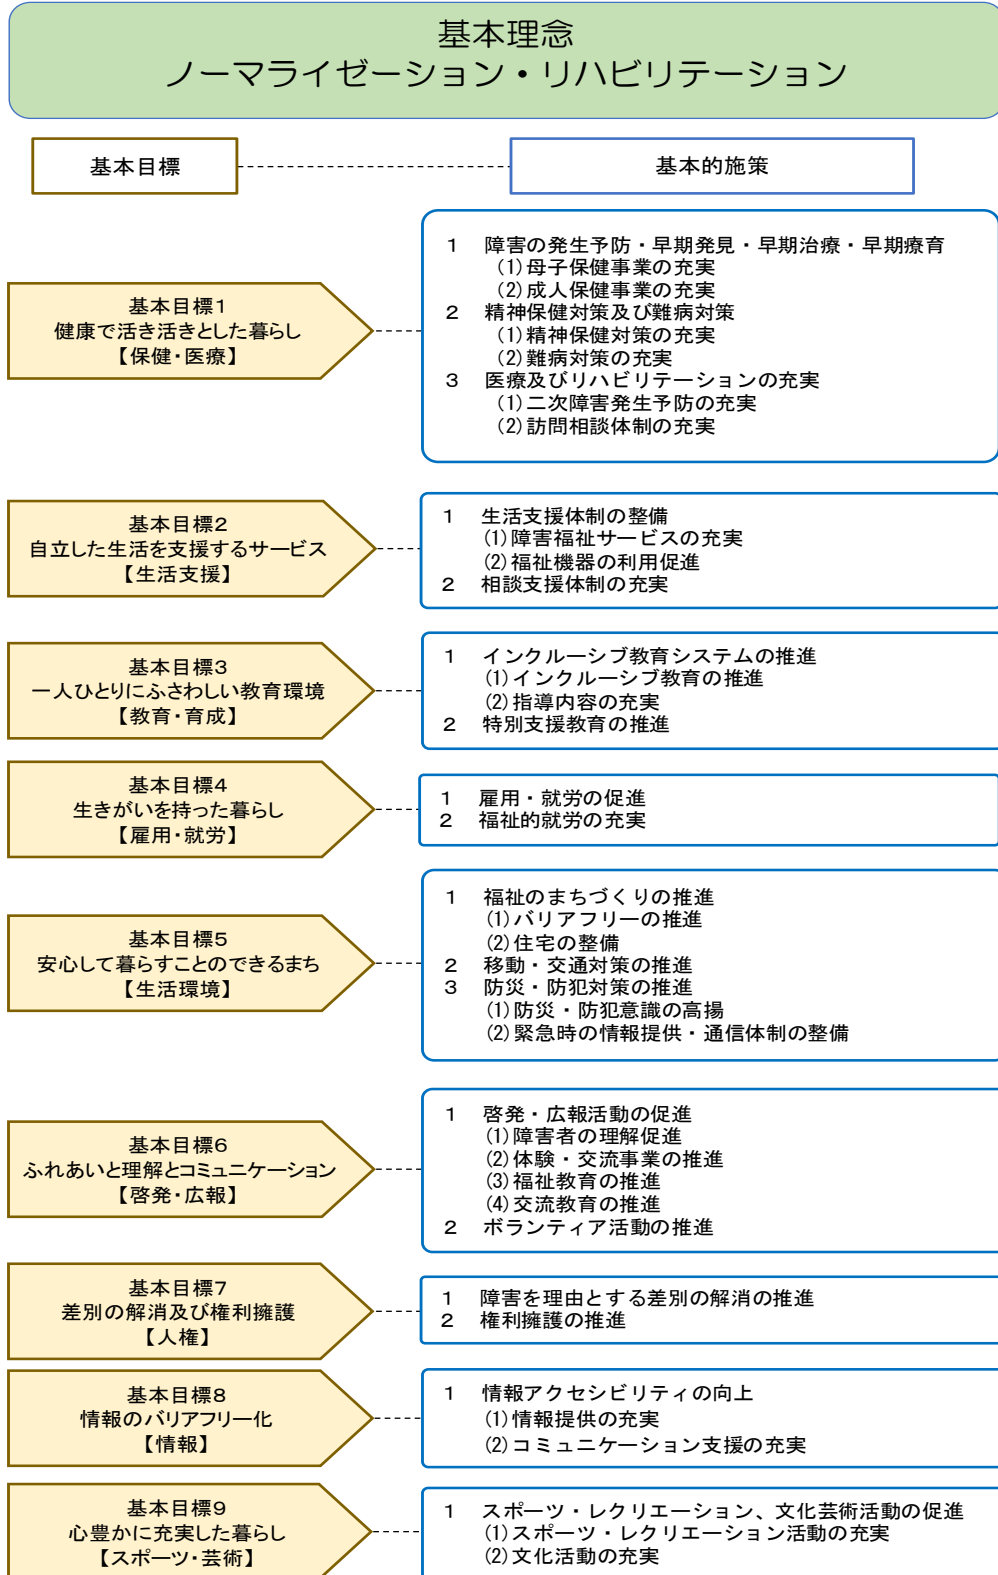 基本理念
ノーマライゼーション・リハビリテーション
基本目標
基本的施策
基本目標1
健康で活き活きとした暮らし
【保健・医療】
1 障害の発生予防・早期発見・早期治療・早期療育
(1)母子保健事業の充実
(2)成人保健事業の充実
2 精神保健対策及び難病対策
(1)精神保健対策の充実
(2)難病対策の充実
3 医療及びリハビリテーションの充実
(1)二次障害発生予防の充実
(2)訪問相談体制の充実
基本目標2
自立した生活を支援するサービス
【生活支援】
1 生活支援体制の整備
(1)障害福祉サービスの充実
(2)福祉機器の利用促進
2 相談支援体制の充実
基本目標3
一人ひとりにふさわしい教育環境
【教育・育成】
1 インクルーシブ教育システムの推進
(1)インクルーシブ教育の推進
(2)指導内容の充実
2 特別支援教育の推進
基本目標4
生きがいを持った暮らし
【雇用・就労】
1 雇用・就労の促進
2 福祉的就労の充実
基本目標5
安心して暮らすことのできるまち
【生活環境】
1 福祉のまちづくりの推進
(1)バリアフリーの推進
(2)住宅の整備
2 移動・交通対策の推進
3 防災・防犯対策の推進
(1)防災・防犯意識の高揚
(2)緊急時の情報提供・通信体制の整備
基本目標6
ふれあいと理解とコミュニケーション
【啓発・広報】
1 啓発・広報活動の促進
(1)障害者の理解促進
(2)体験・交流事業の推進
(3)福祉教育の推進
(4)交流教育の推進
2 ボランティア活動の推進
基本目標7
差別の解消及び権利擁護
【人権】
1 障害を理由とする差別の解消の推進
2 権利擁護の推進
基本目標8
情報のバリアフリー化
【情報】
1 情報アクセシビリティの向上
(1)情報提供の充実
(2)コミュニケーション支援の充実
基本目標9
心豊かに充実した暮らし
【スポーツ・芸術】
1 スポーツ・レクリエーション、文化芸術活動の促進
(1)スポーツ・レクリエーション活動の充実
(2)文化活動の充実